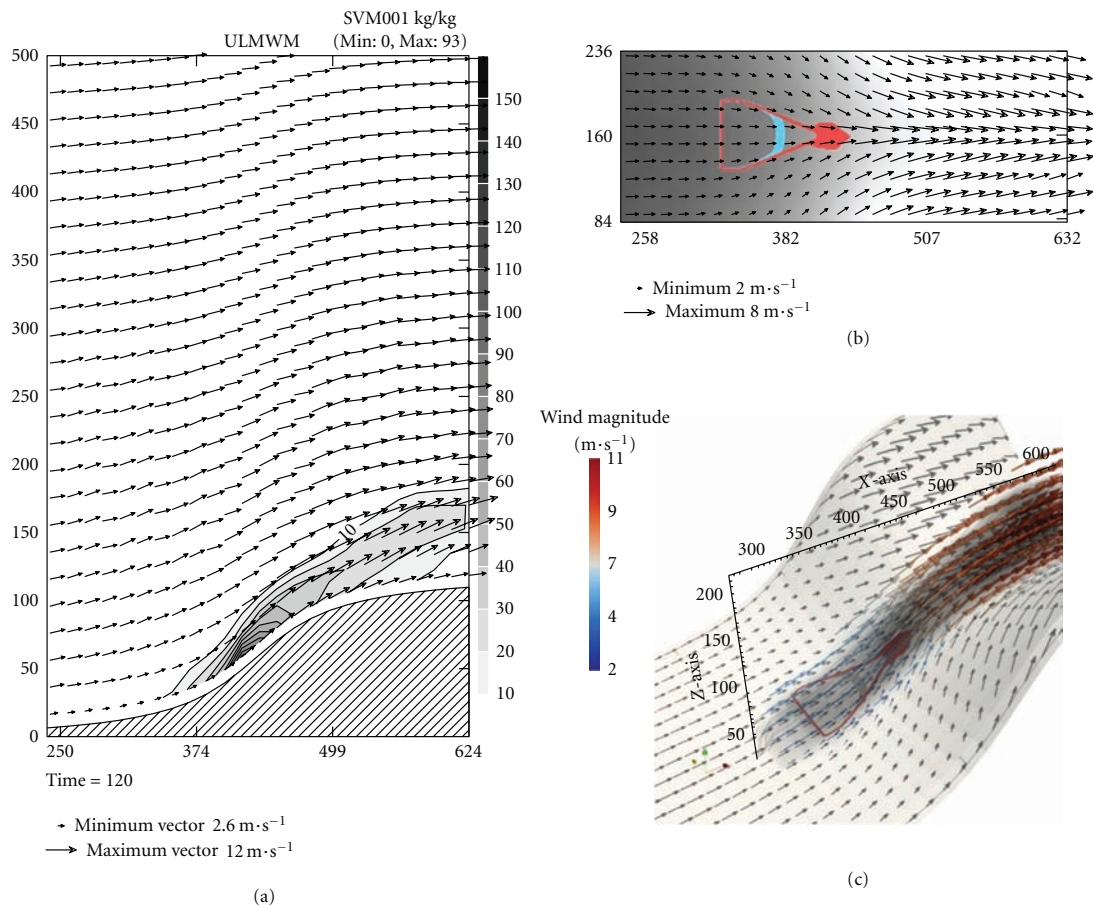 SVM001 kg/kg
ULMWM (Min: 0, Max: 93)
500
450
400
350
300
250
200
150
100
50
0
250 374 499 624
10
150
140
130
120
110
100
90
80
70
60
50
40
30
20
10
Time = 120
Minimum vector 2.6 m·s⁻¹
Maximum vector 12 m·s⁻¹
(a)
236
160
84
258 382 507 632
Minimum 2 m·s⁻¹
Maximum 8 m·s⁻¹
(b)
Wind magnitude
(m·s⁻¹)
11
9
7
4
2
X-axis
300 350 400 450 500 550 600
Z-axis
200
150
100
50
(c)